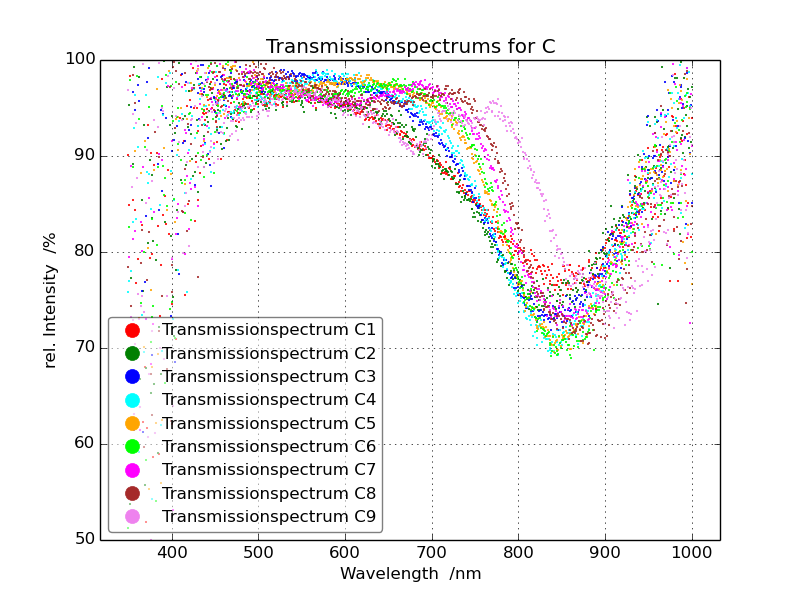 Transmissionspectrums for C
100
90
80
70
60
50
rel. Intensity /%
Transmissionspectrum C1
Transmissionspectrum C2
Transmissionspectrum C3
Transmissionspectrum C4
Transmissionspectrum C5
Transmissionspectrum C6
Transmissionspectrum C7
Transmissionspectrum C8
Transmissionspectrum C9
400 500 600 700 800 900 1000
Wavelength /nm